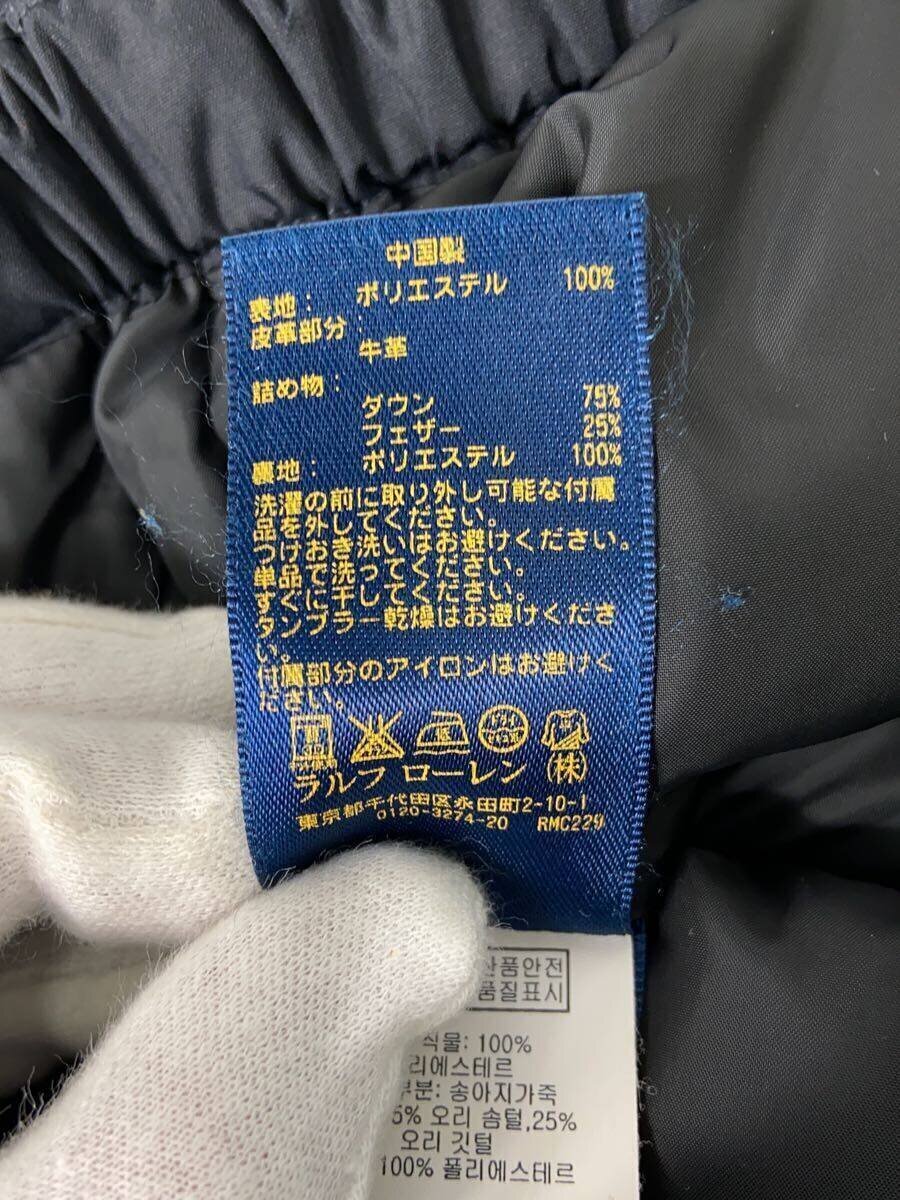 中国製
表地: ポリエステル 100%
皮革部分:
牛革
詰め物:
ダウン 75%
フェザー 25%
裏地: ポリエステル 100%
洗濯の前に取り外し可能な付属
品を外してください。
つけおき洗いはお避けください。
単品で洗ってください。
すぐに干してください。
タンブラー乾燥はお避けくださ
い。
付属部分のアイロンはお避けく
ださい。
ラルフ ローレン (株)
東京都千代田区永田町2-10-1
0120-3274-20 RMC229
산품안전
품질표시
식물: 100%
리에스테르
부분: 송아지가죽
5% 오리 솜털,25%
오리 깃털
100% 폴리에스테르